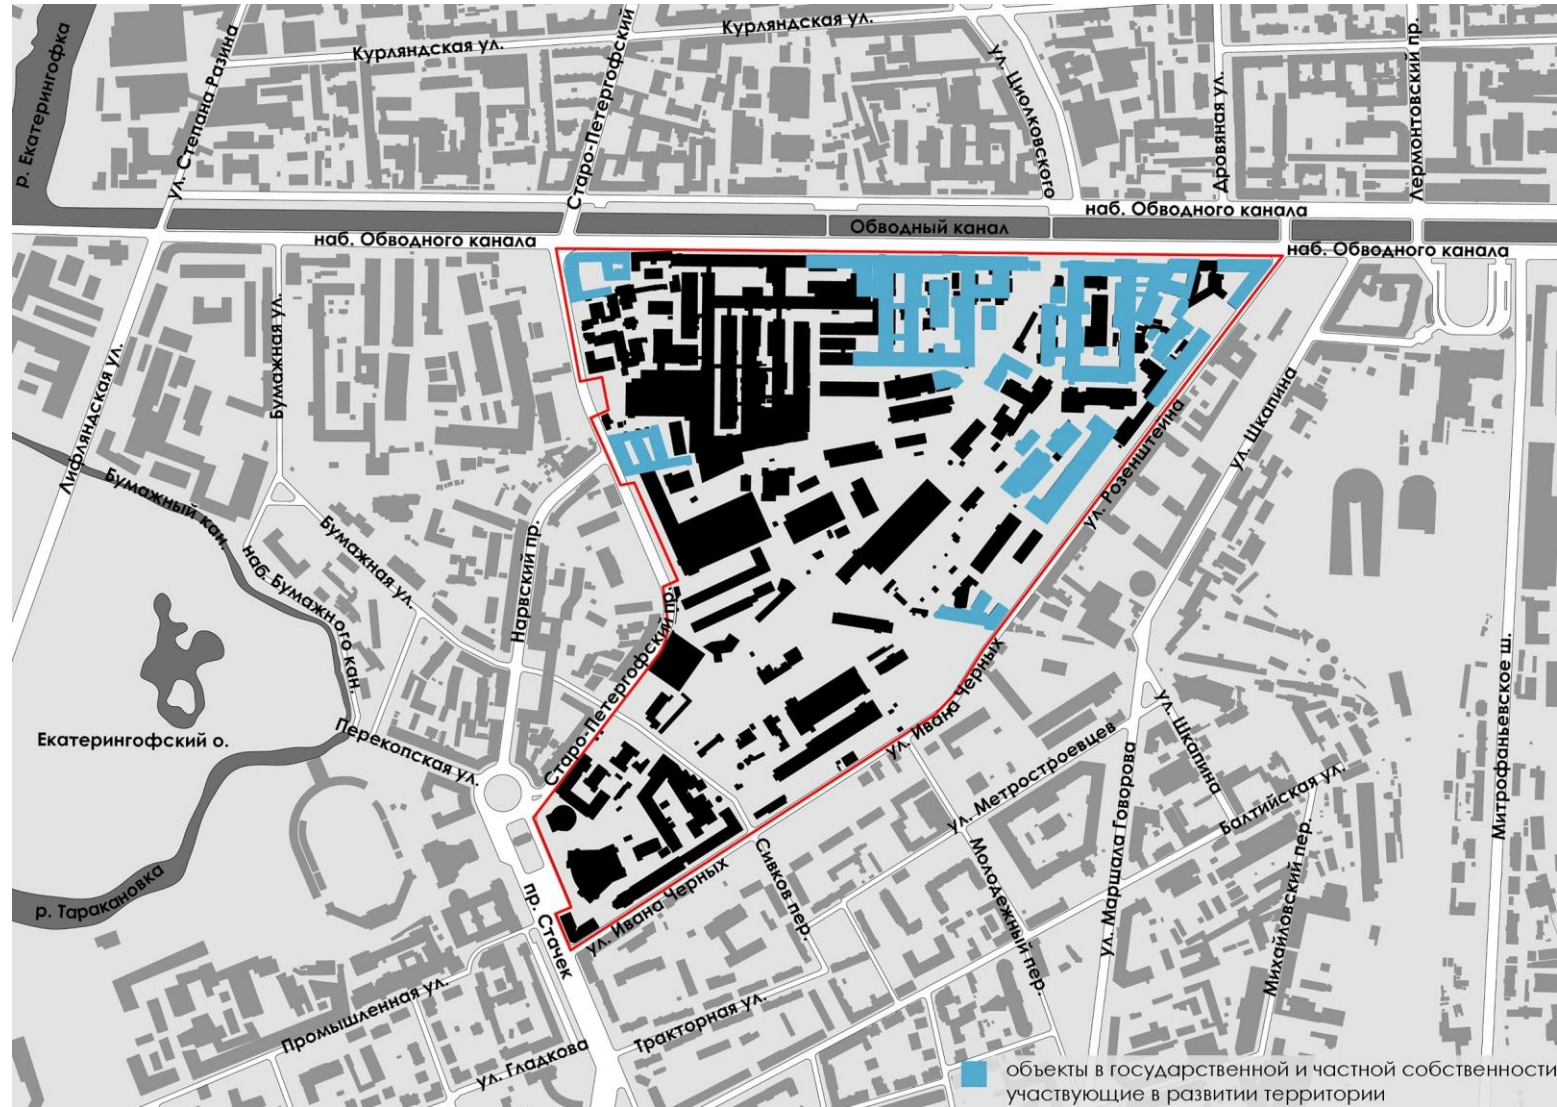 Курляндская ул.
Курляндская ул.
р. Екатерингофка
ул. Степана Разина
Старо-Петергофский
ул. Циолковского
Дровяная ул.
Лермонтовский пр.
наб. Обводного канала
Обводный канал
наб. Обводного канала
наб. Обводного канала
Бумажная ул.
Лифляндская ул.
Бумажный кан.
наб. Бумажного кан.
Бумажная ул.
Нарвский пр.
ул. Шкапина
ул. Розенштейна
Старо-Петергофский пр.
Екатерингофский о.
Перекопская ул.
ул. Ивана Черных
ул. Метростроевцев
ул. Шкапина
Балтийская ул.
Митрофаньевское ш.
р. Таракановка
пр. Стачек
ул. Ивана Черных
Сивков пер.
Молодежный пер.
ул. Маршала Говорова
Михайловский пер.
Промышленная ул.
ул. Гладкова
Тракторная ул.
объекты в государственной и частной собственности
участвующие в развитии территории